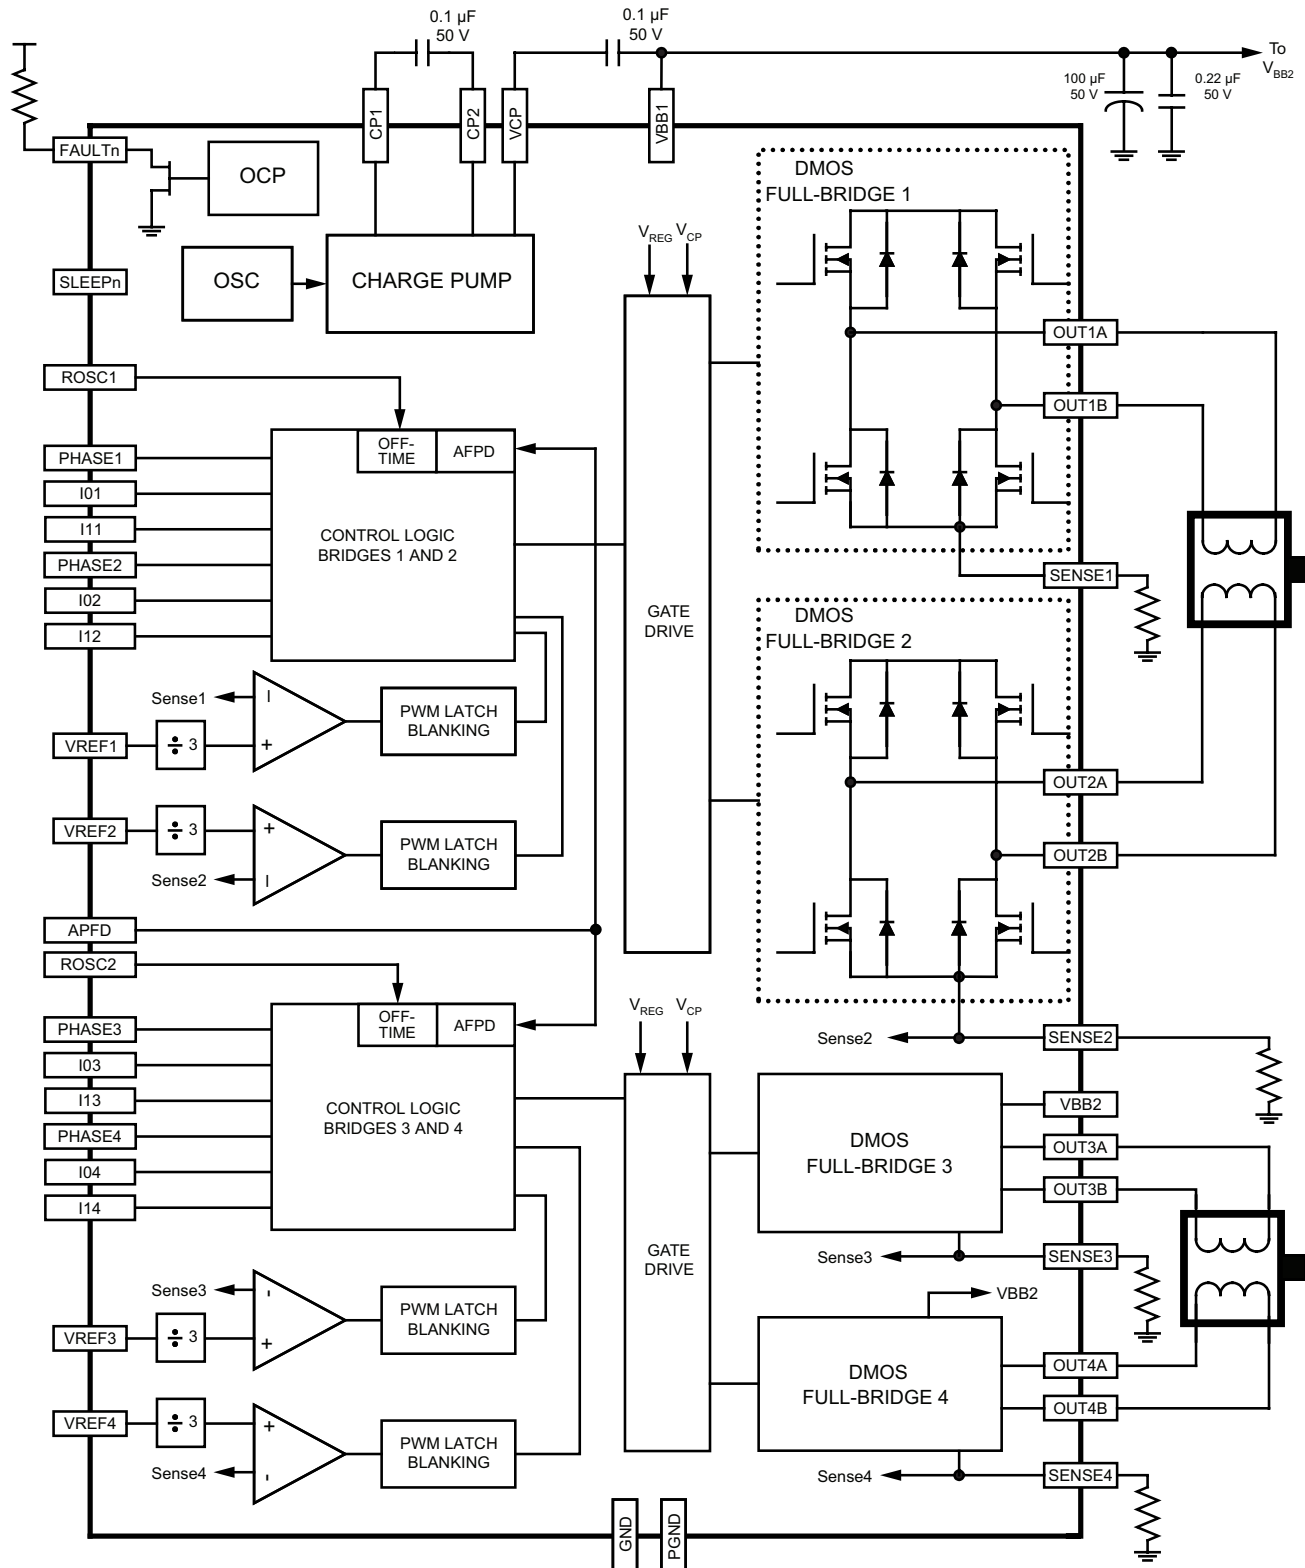 0.1 µF
50 V
0.1 µF
50 V
To
VBB2
100 µF
50 V
0.22 µF
50 V
CP1
CP2
VCP
VBB1
FAULTn
OCP
DMOS
FULL-BRIDGE 1
VREG VCP
SLEEPn
OSC
CHARGE PUMP
OUT1A
ROSC1
OUT1B
OFF-
TIME
AFPD
PHASE1
I01
I11
PHASE2
I02
I12
CONTROL LOGIC
BRIDGES 1 AND 2
SENSE1
GATE
DRIVE
DMOS
FULL-BRIDGE 2
Sense1
I
+
PWM LATCH
BLANKING
VREF1
÷ 3
OUT2A
VREF2
÷ 3
+
I
PWM LATCH
BLANKING
OUT2B
Sense2
APFD
ROSC2
OFF-
TIME
AFPD
VREG
VCP
PHASE3
I03
I13
PHASE4
I04
I14
CONTROL LOGIC
BRIDGES 3 AND 4
Sense2
SENSE2
VBB2
DMOS
FULL-BRIDGE 3
OUT3A
OUT3B
GATE
DRIVE
Sense3
SENSE3
Sense3
-
+
PWM LATCH
BLANKING
VBB2
VREF3
÷ 3
DMOS
FULL-BRIDGE 4
OUT4A
OUT4B
VREF4
÷ 3
+
-
PWM LATCH
BLANKING
Sense4
Sense4
SENSE4
GND
PGND